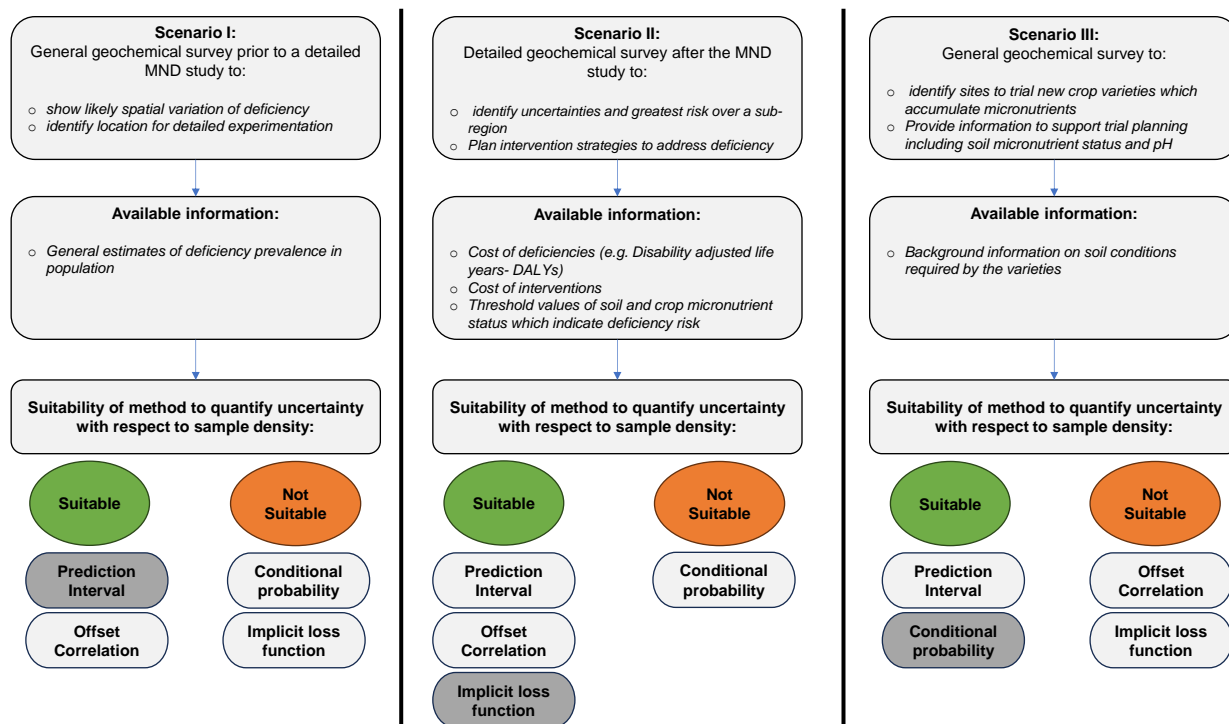 Scenario I:
General geochemical survey prior to a detailed
MND study to:
o show likely spatial variation of deficiency
o identify location for detailed experimentation
Available information:
o General estimates of deficiency prevalence in
population
Suitability of method to quantify uncertainty
with respect to sample density:
Suitable
Not
Suitable
Prediction
Interval
Conditional
probability
Offset
Correlation
Implicit loss
function
Scenario II:
Detailed geochemical survey after the MND
study to:
o identify uncertainties and greatest risk over a sub-
region
o Plan intervention strategies to address deficiency
Available information:
o Cost of deficiencies (e.g. Disability adjusted life
years- DALYs)
o Cost of interventions
o Threshold values of soil and crop micronutrient
status which indicate deficiency risk
Suitability of method to quantify uncertainty
with respect to sample density:
Suitable
Not
Suitable
Prediction
Interval
Conditional
probability
Offset
Correlation
Implicit loss
function
Scenario III:
General geochemical survey to:
o identify sites to trial new crop varieties which
accumulate micronutrients
o Provide information to support trial planning
including soil micronutrient status and pH
Available information:
o Background information on soil conditions
required by the varieties
Suitability of method to quantify uncertainty
with respect to sample density:
Suitable
Not
Suitable
Prediction
Interval
Offset
Correlation
Conditional
probability
Implicit loss
function